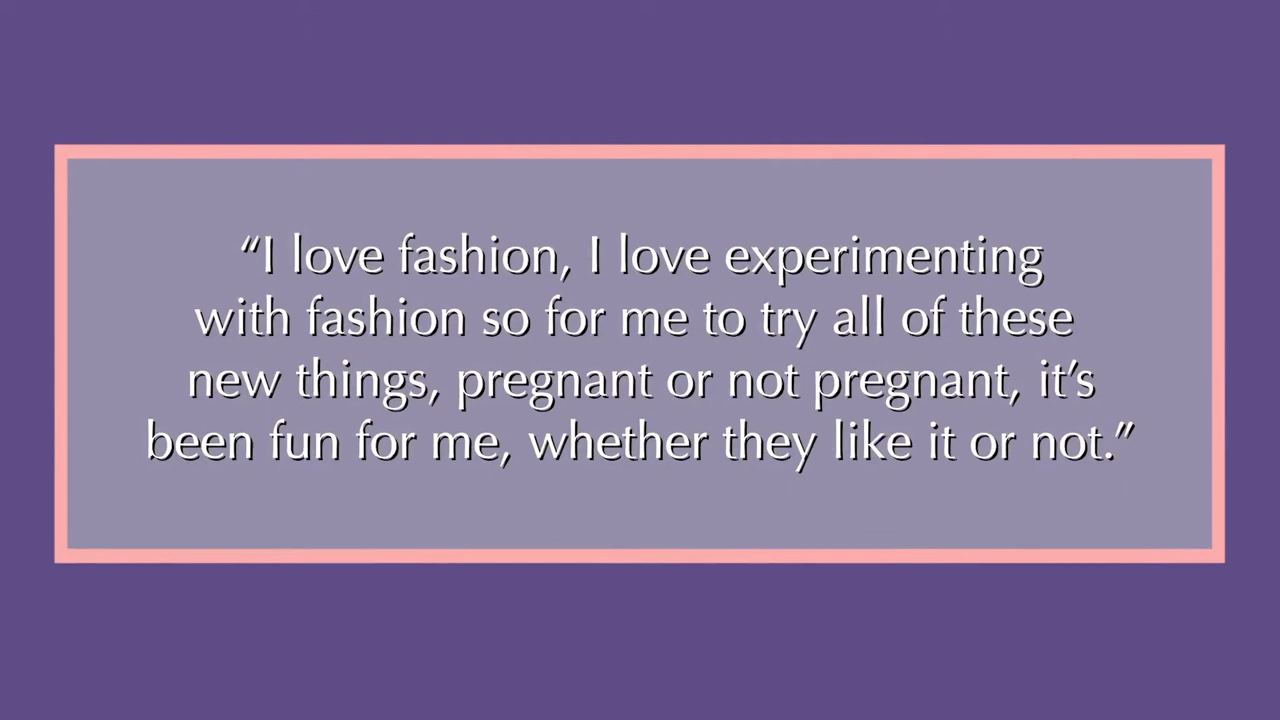 “I love fashion, I love experimenting
with fashion so for me to try all of these
new things, pregnant or not pregnant, it’s
been fun for me, whether they like it or not.”